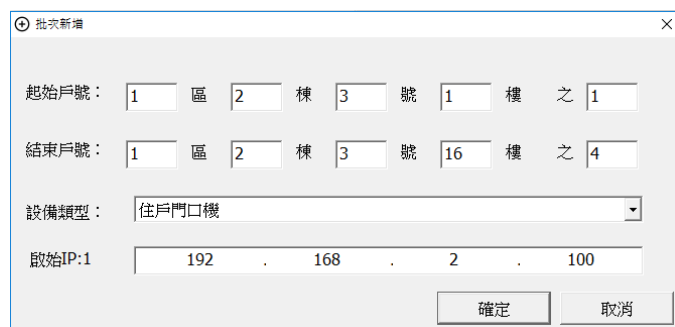 批次新增
起始戶號： 1 區 2 棟 3 號 1 樓 之 1
結束戶號： 1 區 2 棟 3 號 16 樓 之 4
設備類型： 住戶門口機
啟始IP:1 192 . 168 . 2 . 100
確定 取消